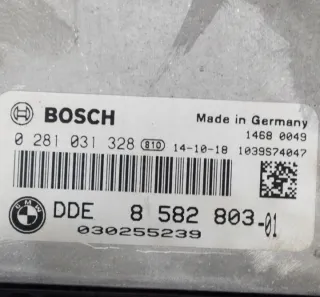 BOSCH
Made in Germany
1468 0049
0 281 031 328 810 14-10-18 1039S74047
BMW
DDE 8 582 803-01
030255239